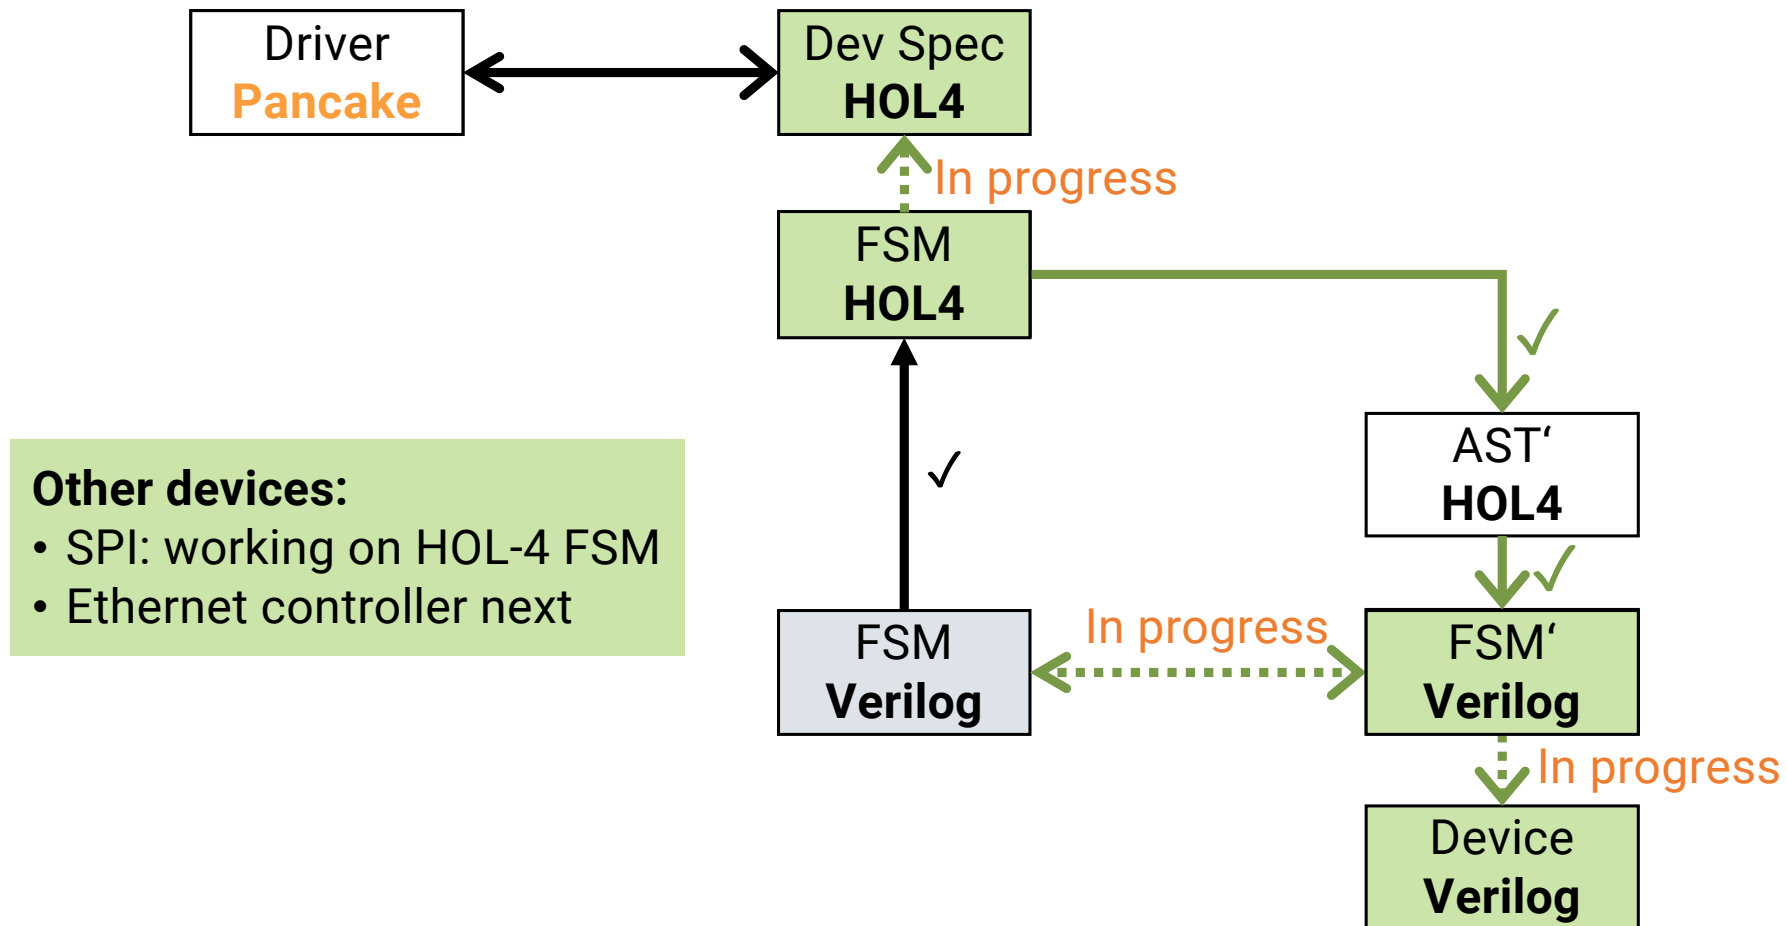 Driver
Pancake
Dev Spec
HOL4
In progress
FSM
HOL4
✓
AST‘
HOL4
✓
Other devices:
• SPI: working on HOL-4 FSM
• Ethernet controller next
✓
FSM
Verilog
In progress
FSM‘
Verilog
In progress
Device
Verilog